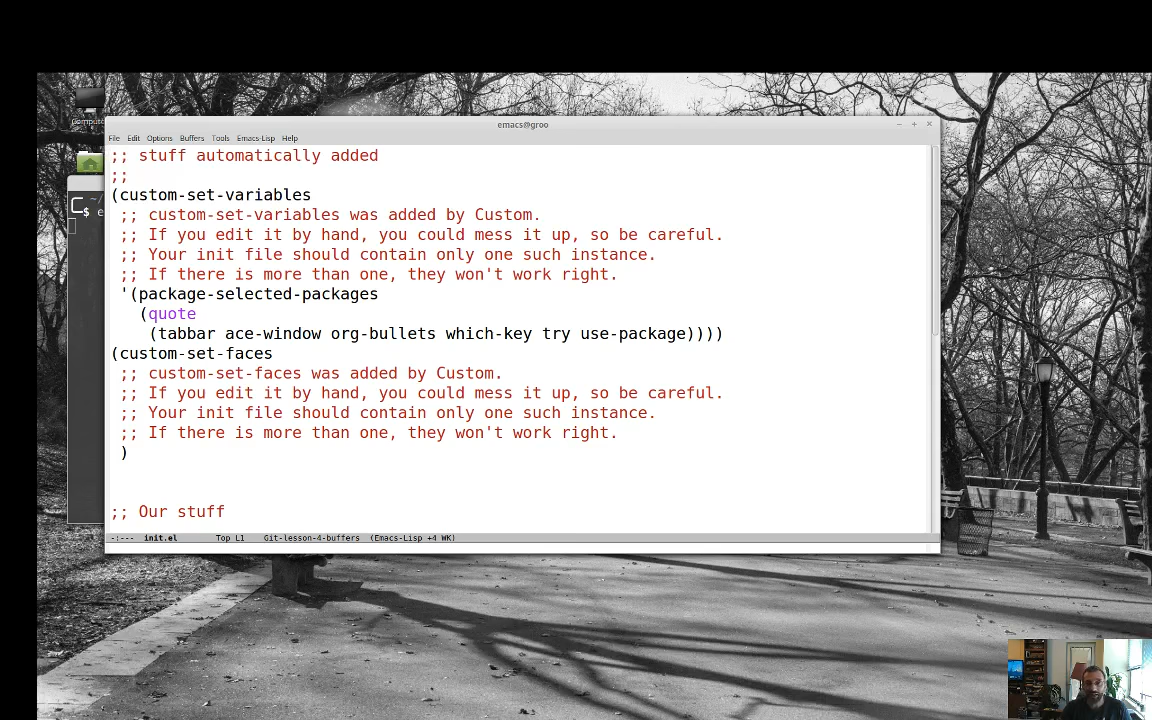 Compute
emacs@groo
File Edit Options Buffers Tools Emacs-Lisp Help
;; stuff automatically added
;;
(custom-set-variables
;; custom-set-variables was added by Custom.
;; If you edit it by hand, you could mess it up, so be careful.
;; Your init file should contain only one such instance.
;; If there is more than one, they won't work right.
'(package-selected-packages
(quote
(tabbar ace-window org-bullets which-key try use-package))))
(custom-set-faces
;; custom-set-faces was added by Custom.
;; If you edit it by hand, you could mess it up, so be careful.
;; Your init file should contain only one such instance.
;; If there is more than one, they won't work right.
)
;; Our stuff
-:--- init.el Top L1 Git-lesson-4-buffers (Emacs-Lisp +4 WK)
~/
$ e